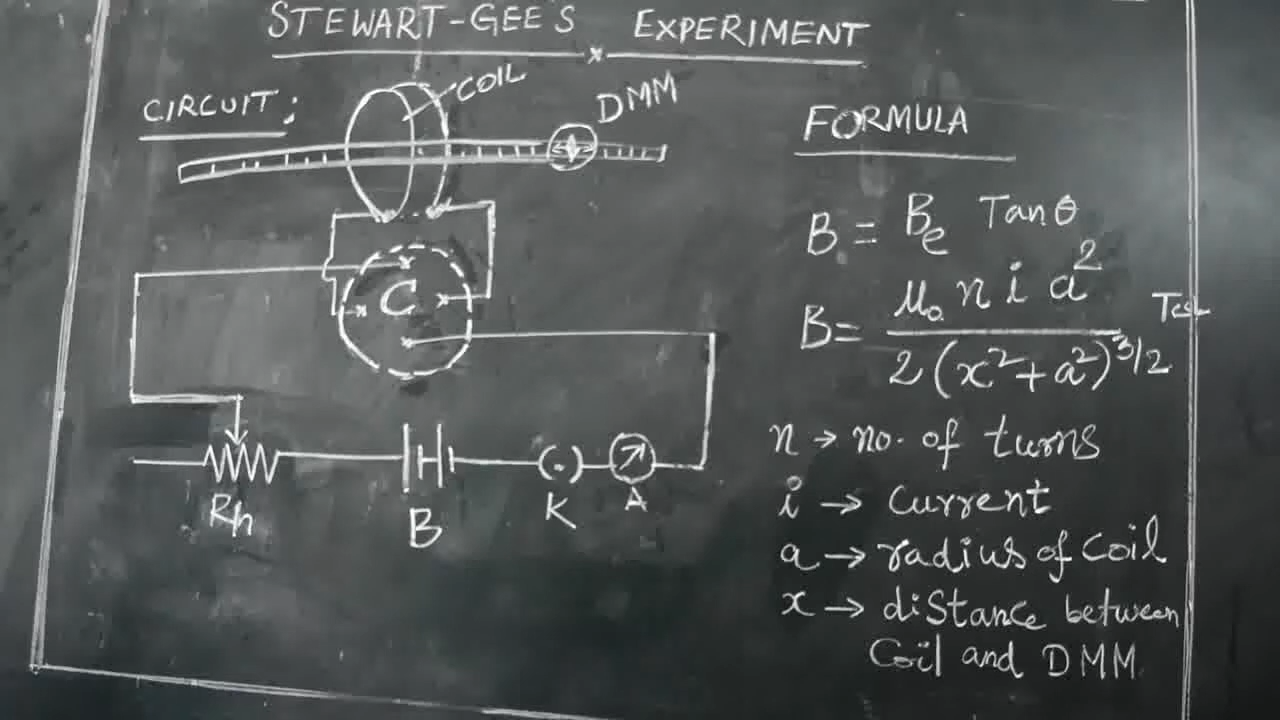 STEWART-GEE'S EXPERIMENT
CIRCUIT:
COIL
DMM
C
Rh
B
K
A
FORMULA
B = Be Tanθ
B = μ₀ n i a² / 2(x²+a²)^3/2
n → no. of turns
i → Current
a → radius of Coil
x → distance between
Coil and DMM